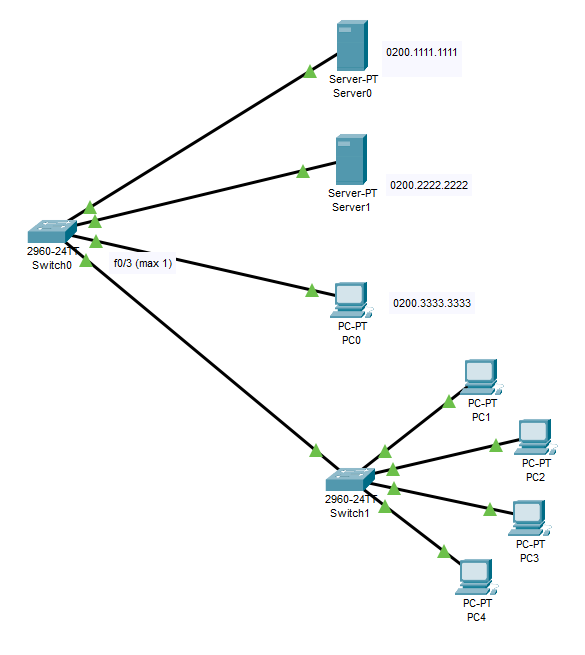 0200.1111.1111
Server-PT
Server0
0200.2222.2222
Server-PT
Server1
2960-24TT
Switch0
f0/3 (max 1)
0200.3333.3333
PC-PT
PC0
PC-PT
PC1
PC-PT
PC2
2960-24TT
Switch1
PC-PT
PC3
PC-PT
PC4